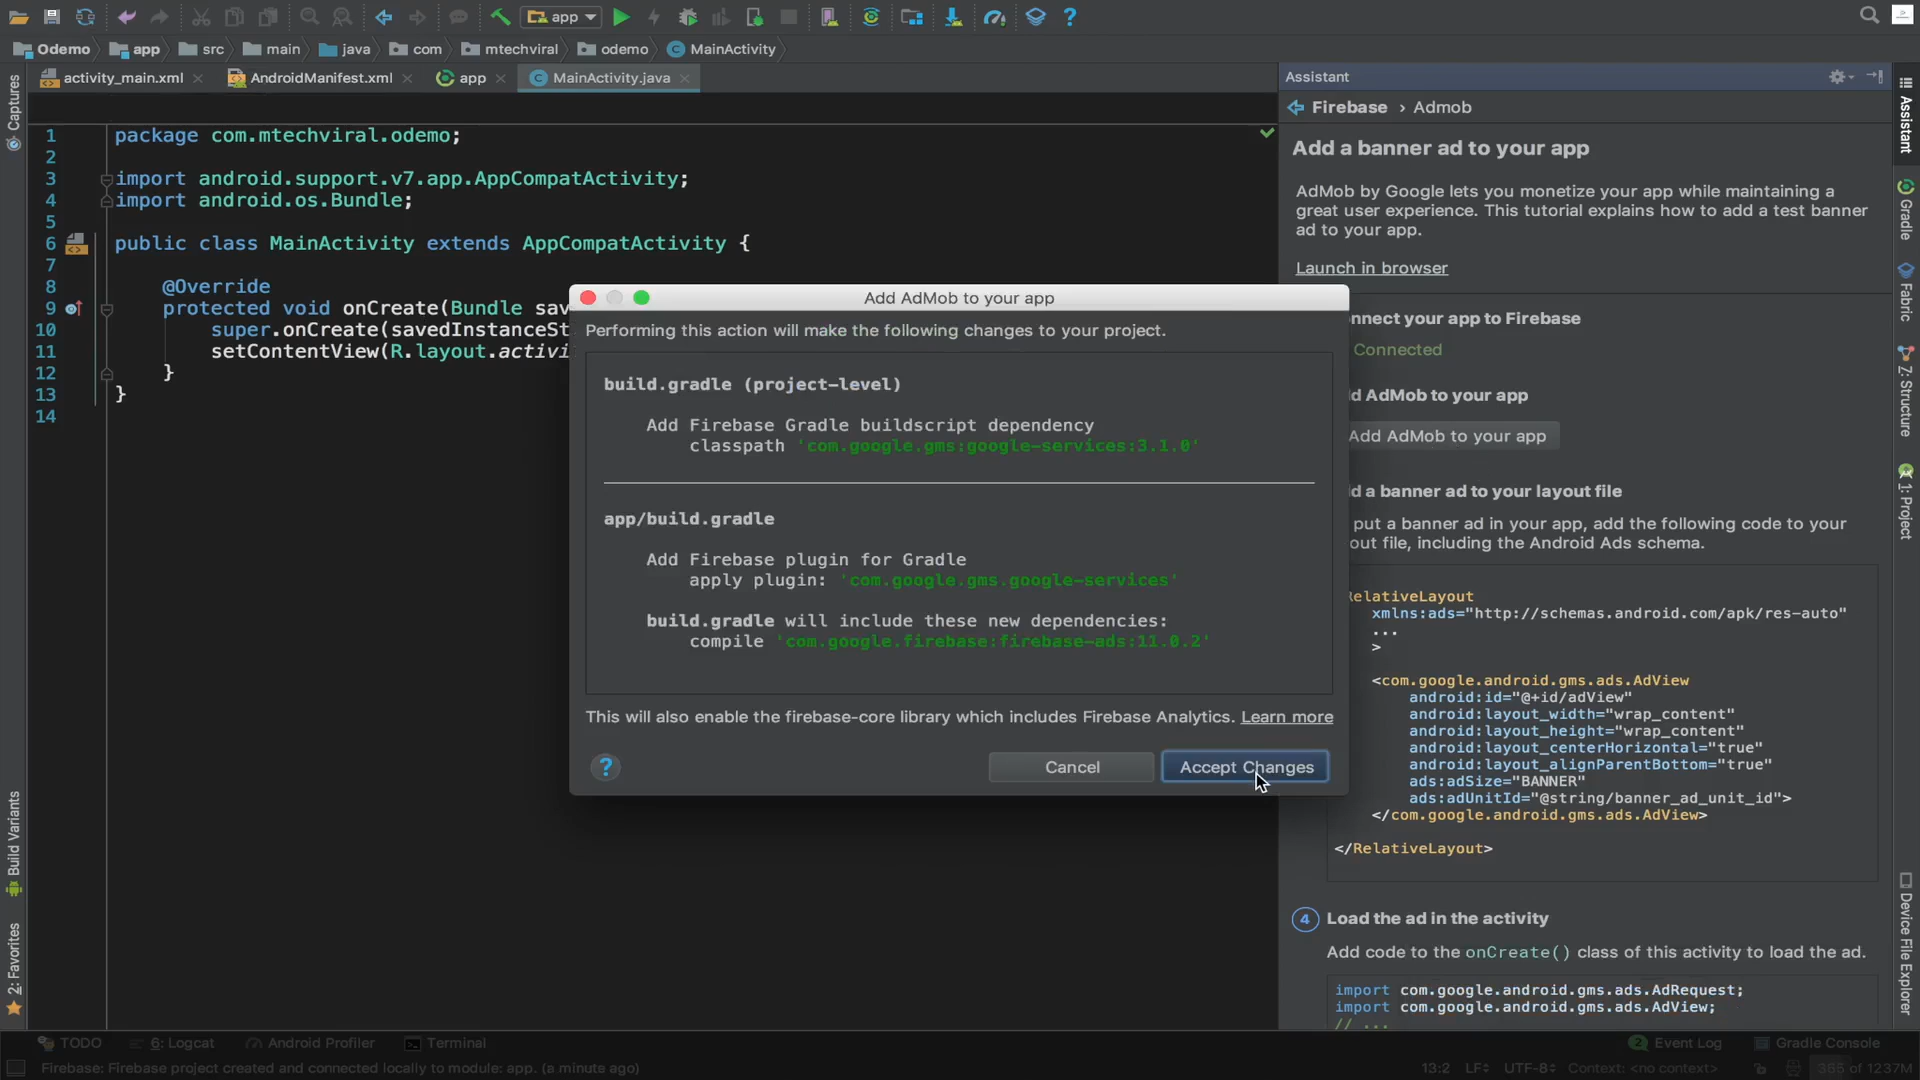 app
Odemo
app
src
main
java
com
mtechviral
odemo
MainActivity
activity_main.xml
AndroidManifest.xml
app
MainActivity.java
Assistant
Firebase › Admob
Captures
Build Variants
2: Favorites
1 package com.mtechviral.odemo;
2
3 import android.support.v7.app.AppCompatActivity;
4 import android.os.Bundle;
5
6 public class MainActivity extends AppCompatActivity {
7
8 @Override
9 protected void onCreate(Bundle sav
10 super.onCreate(savedInstanceSt
11 setContentView(R.layout.activi
12 }
13 }
14
Add AdMob to your app
Performing this action will make the following changes to your project.
build.gradle (project-level)
Add Firebase Gradle buildscript dependency
classpath 'com.google.gms:google-services:3.1.0'
app/build.gradle
Add Firebase plugin for Gradle
apply plugin: 'com.google.gms.google-services'
build.gradle will include these new dependencies:
compile 'com.google.firebase:firebase-ads:11.0.2'
This will also enable the firebase-core library which includes Firebase Analytics. Learn more
?
Cancel
Accept Changes
Add a banner ad to your app
AdMob by Google lets you monetize your app while maintaining a
great user experience. This tutorial explains how to add a test banner
ad to your app.
Launch in browser
nnect your app to Firebase
Connected
d AdMob to your app
Add AdMob to your app
d a banner ad to your layout file
put a banner ad in your app, add the following code to your
out file, including the Android Ads schema.
RelativeLayout
xmlns:ads="http://schemas.android.com/apk/res-auto"
...
>
<com.google.android.gms.ads.AdView
android:id="@+id/adView"
android:layout_width="wrap_content"
android:layout_height="wrap_content"
android:layout_centerHorizontal="true"
android:layout_alignParentBottom="true"
ads:adSize="BANNER"
ads:adUnitId="@string/banner_ad_unit_id">
</com.google.android.gms.ads.AdView>
</RelativeLayout>
4 Load the ad in the activity
Add code to the onCreate() class of this activity to load the ad.
import com.google.android.gms.ads.AdRequest;
import com.google.android.gms.ads.AdView;
// ...
Assistant
Gradle
Fabric
Z: Structure
1: Project
Device File Explorer
TODO
6: Logcat
Android Profiler
Terminal
2 Event Log
Gradle Console
Firebase: Firebase project created and connected locally to module: app. (a minute ago)
13:2
LF
UTF-8
Context: <no context>
365 of 1237M